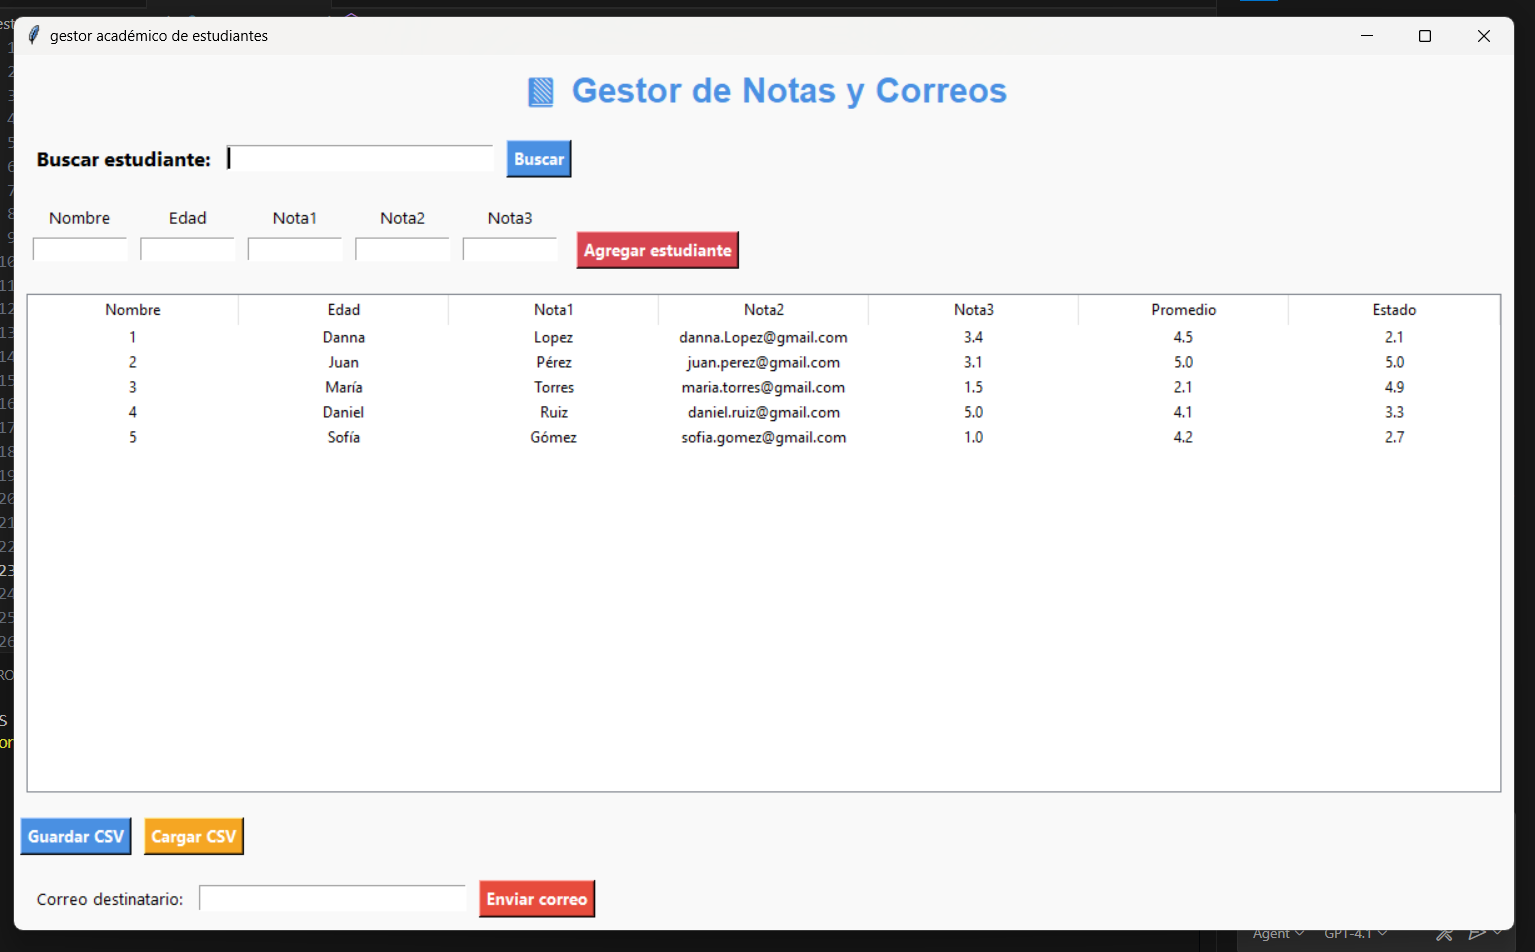 gestor académico de estudiantes
Gestor de Notas y Correos
Buscar estudiante: Buscar
Nombre Edad Nota1 Nota2 Nota3
Agregar estudiante
Nombre Edad Nota1 Nota2 Nota3 Promedio Estado
1 Danna Lopez danna.Lopez@gmail.com 3.4 4.5 2.1
2 Juan Pérez juan.perez@gmail.com 3.1 5.0 5.0
3 María Torres maria.torres@gmail.com 1.5 2.1 4.9
4 Daniel Ruiz daniel.ruiz@gmail.com 5.0 4.1 3.3
5 Sofía Gómez sofia.gomez@gmail.com 1.0 4.2 2.7
Guardar CSV Cargar CSV
Correo destinatario: Enviar correo
Agent GPT-4.1